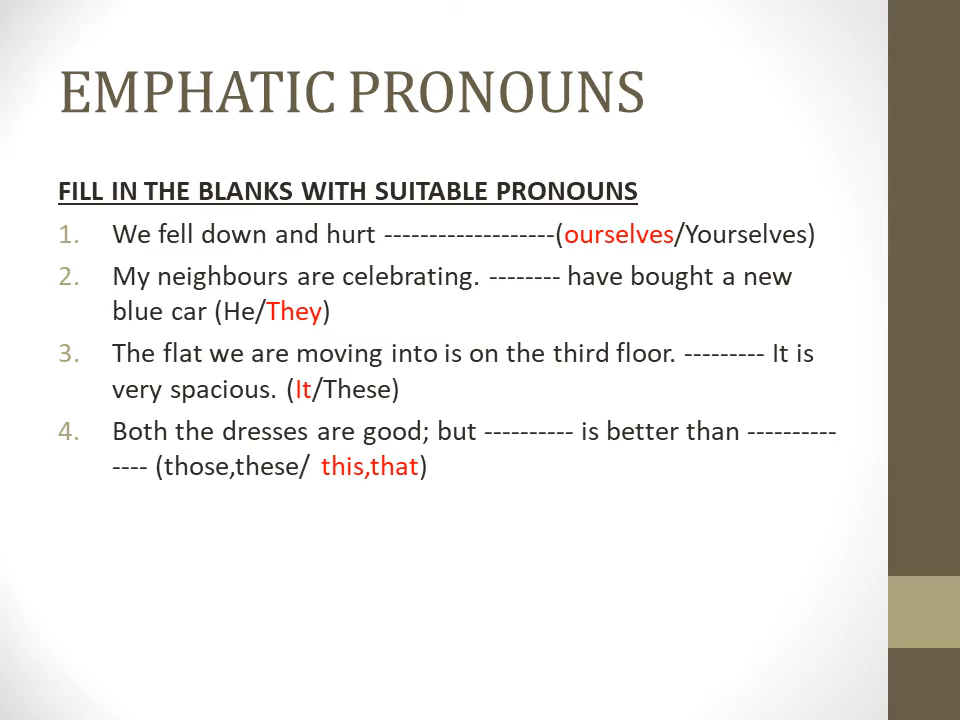 EMPHATIC PRONOUNS
FILL IN THE BLANKS WITH SUITABLE PRONOUNS
1. We fell down and hurt -------------------(ourselves/Yourselves)
2. My neighbours are celebrating. -------- have bought a new
blue car (He/They)
3. The flat we are moving into is on the third floor. --------- It is
very spacious. (It/These)
4. Both the dresses are good; but ---------- is better than ----------
---- (those,these/ this,that)